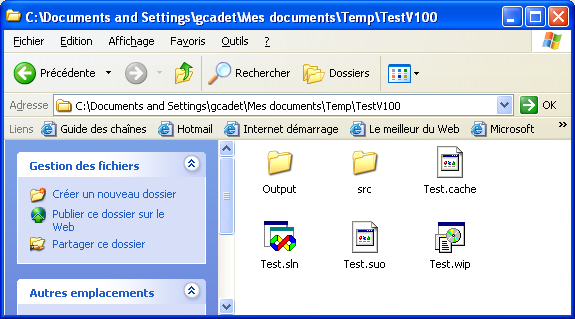 C:\Documents and Settings\gcadet\Mes documents\Temp\TestV100
Fichier Edition Affichage Favoris Outils ?
Précédente Rechercher Dossiers
Adresse C:\Documents and Settings\gcadet\Mes documents\Temp\TestV100 OK
Liens Guide des chaînes Hotmail Internet démarrage Le meilleur du Web Microsoft »
Gestion des fichiers
Créer un nouveau dossier
Publier ce dossier sur le
Web
Partager ce dossier
Autres emplacements
Output src Test.cache
Test.sln Test.suo Test.wip